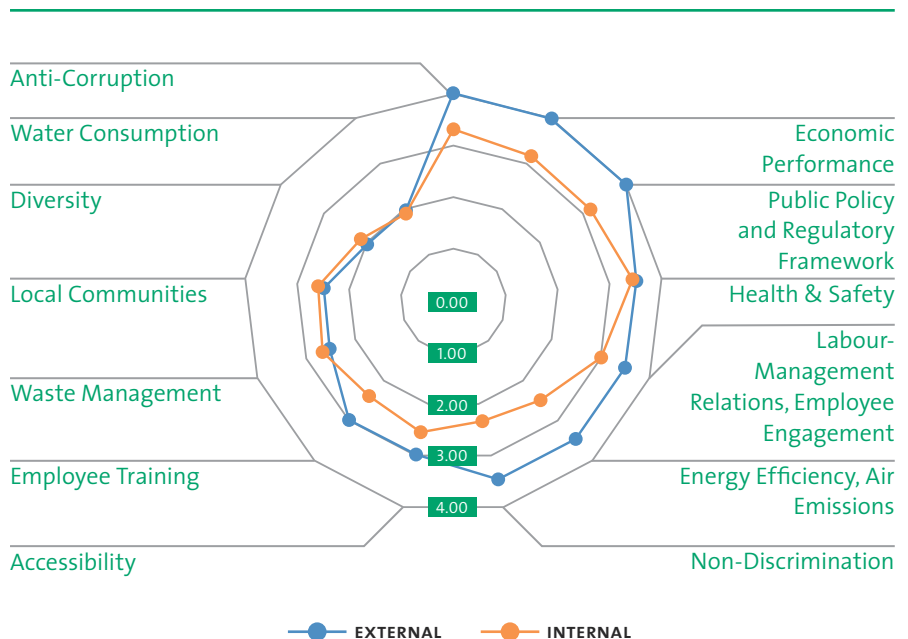 Anti-Corruption
Water Consumption
Diversity
Local Communities
Waste Management
Employee Training
Accessibility
Economic
Performance
Public Policy
and Regulatory
Framework
Health & Safety
Labour-
Management
Relations, Employee
Engagement
Energy Efficiency, Air
Emissions
Non-Discrimination
0.00
1.00
2.00
3.00
4.00
EXTERNAL
INTERNAL